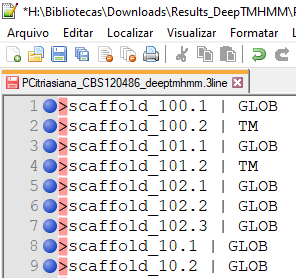 *H:\Bibliotecas\Downloads\Results_DeepTMHMM\
Arquivo Editar Localizar Visualizar Formatar L
PCitriasiana_CBS120486_deeptmhmm.3line
1 >scaffold_100.1 | GLOB
2 >scaffold_100.2 | TM
3 >scaffold_101.1 | GLOB
4 >scaffold_101.2 | TM
5 >scaffold_102.1 | GLOB
6 >scaffold_102.2 | GLOB
7 >scaffold_102.3 | GLOB
8 >scaffold_10.1 | GLOB
9 >scaffold_10.2 | GLOB